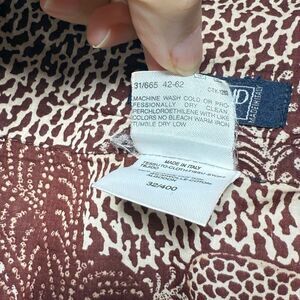 31/665 42-62
MACHINE WASH COLD OR PRO-
FESSIONALLY DRY CLEAN
PERCHLOROETHYLENE WITH LIKE
COLORS NO BLEACH WARM IRON
TUMBLE DRY LOW
MADE IN ITALY
32/400